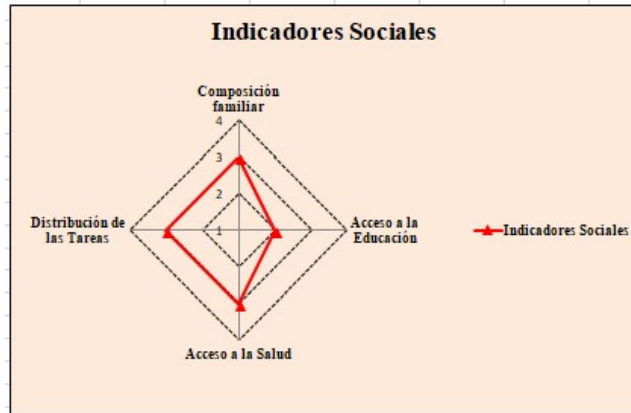 Indicadores Sociales
Composición
familiar
4
3
2
1
Distribución de
las Tareas
Acceso a la
Educación
Indicadores Sociales
Acceso a la Salud